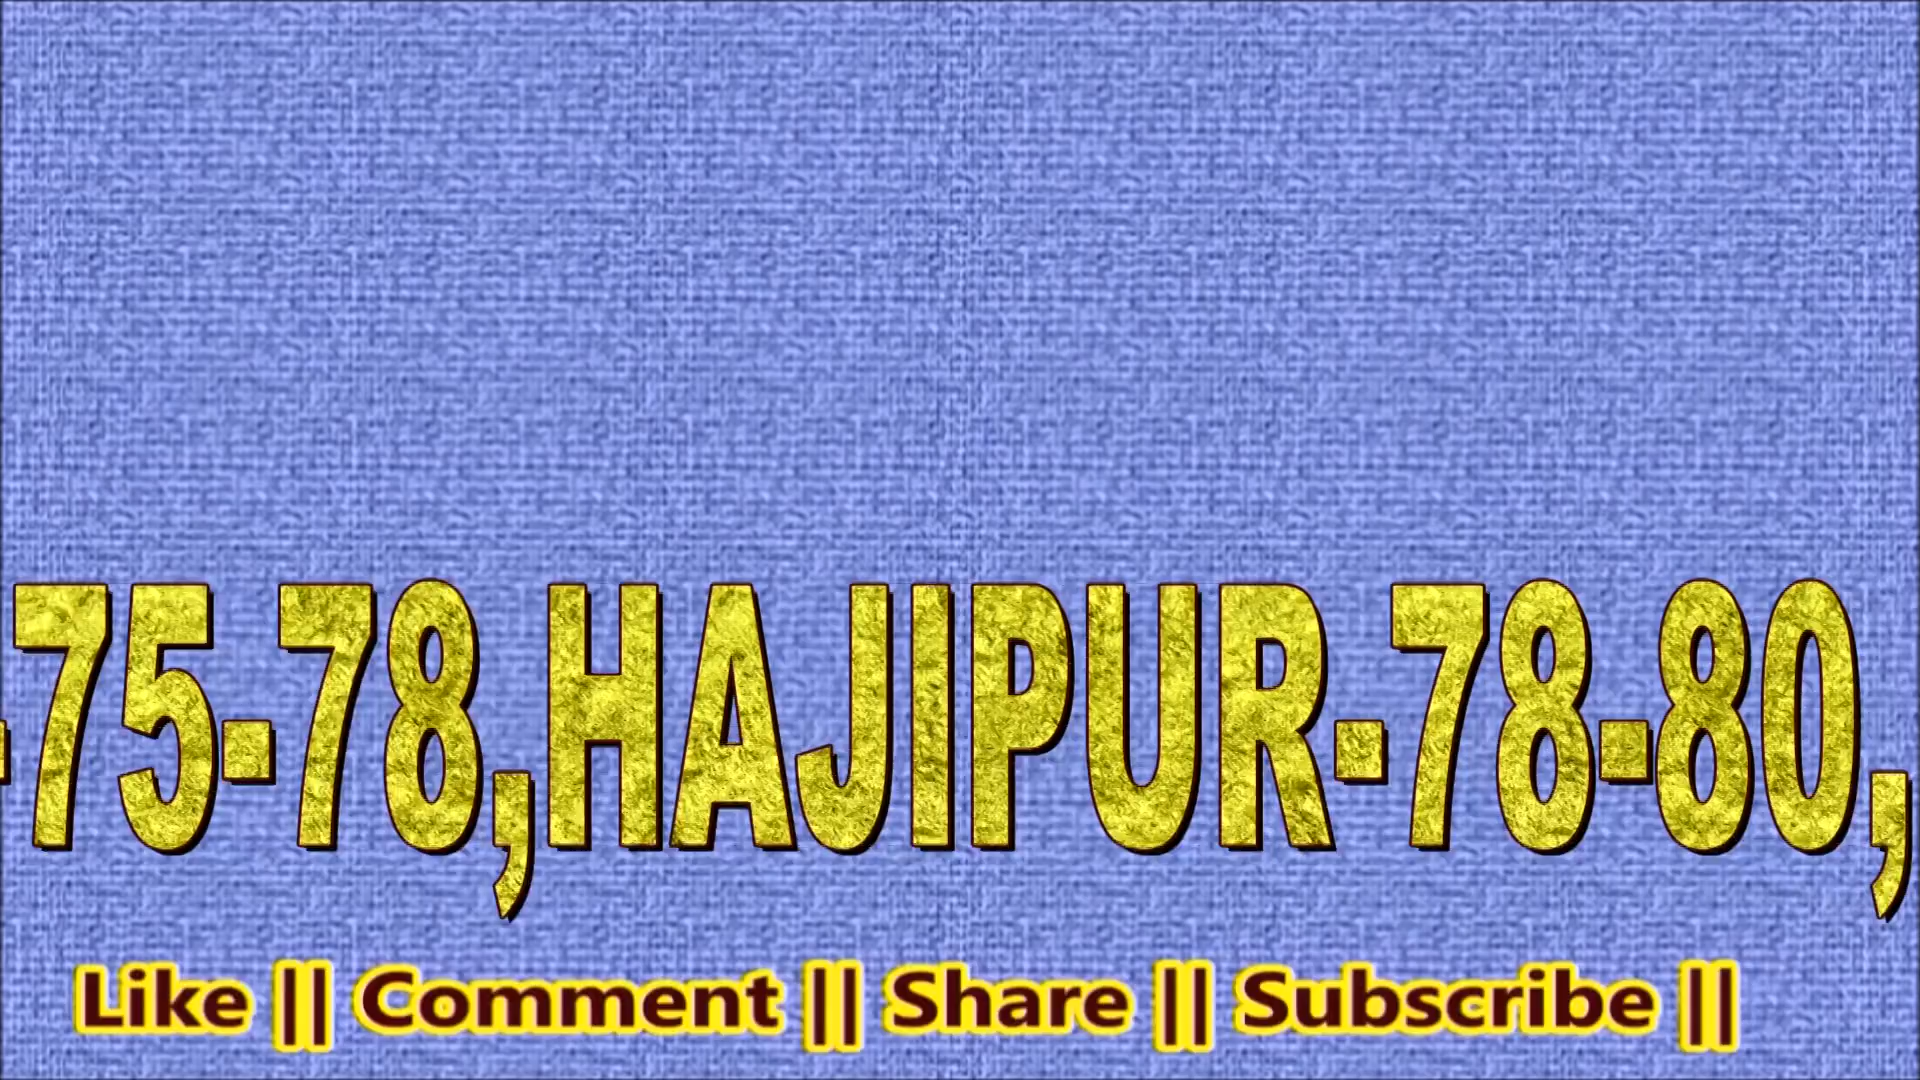 -75-78,HAJIPUR-78-80,
Like || Comment || Share || Subscribe ||